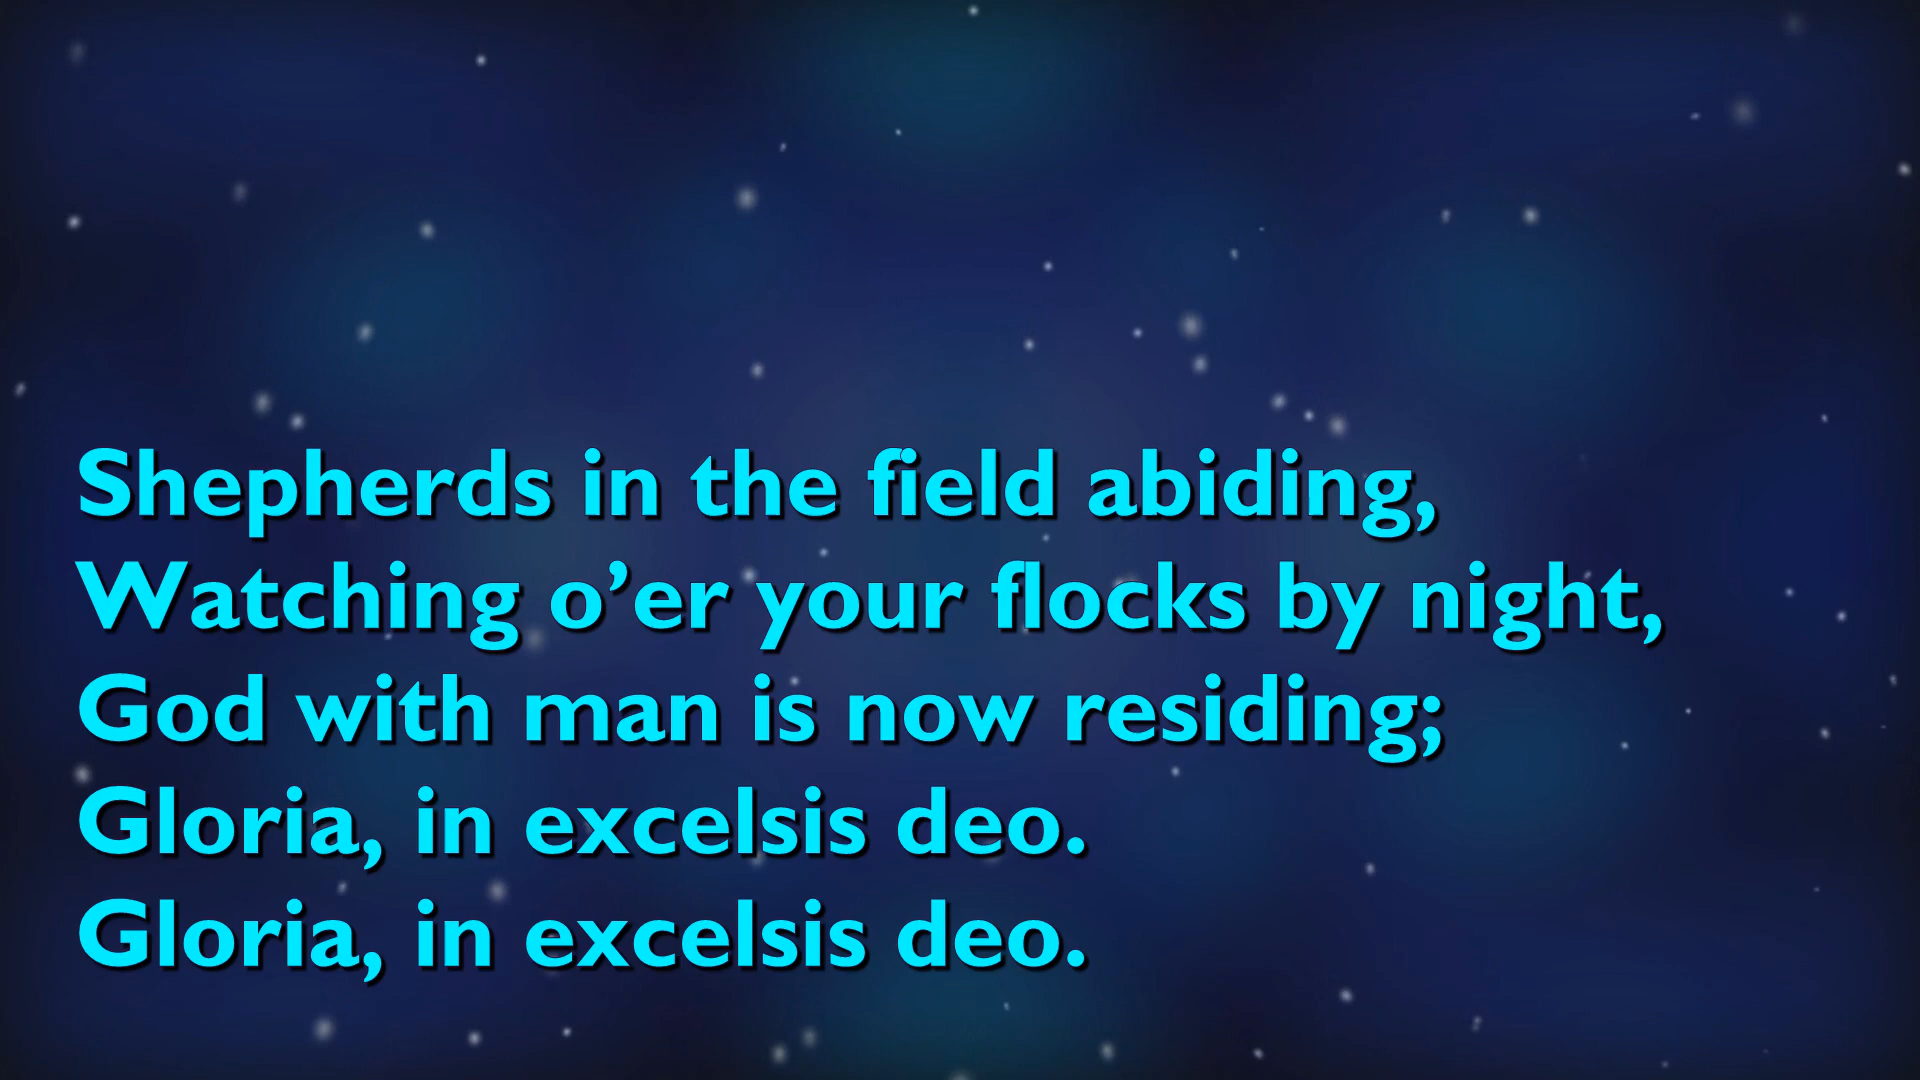 Shepherds in the field abiding,
Watching o’er your flocks by night,
God with man is now residing;
Gloria, in excelsis deo.
Gloria, in excelsis deo.